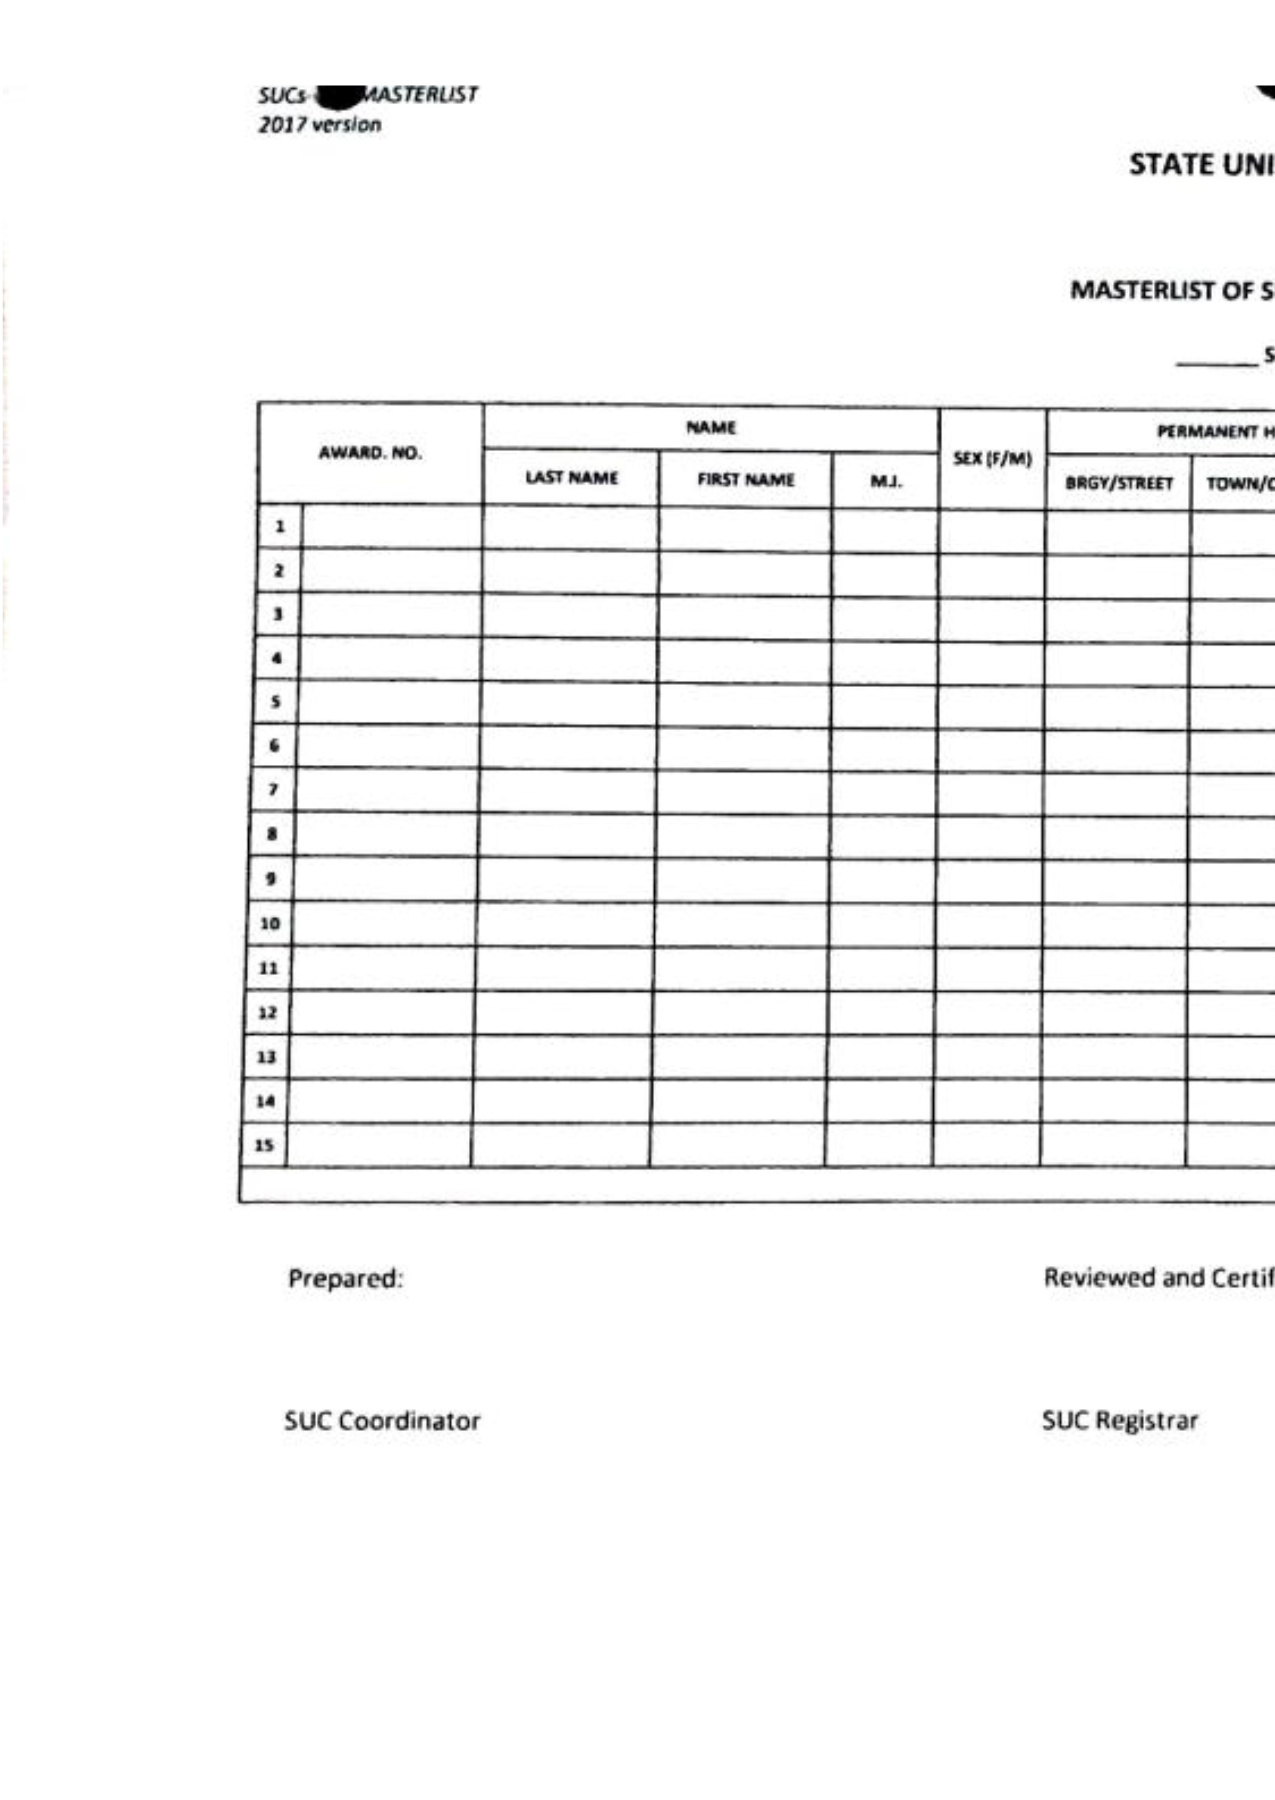 SUCs- MASTERLIST
2017 version
STATE UNI
MASTERLIST OF S
______ S
NAME
PERMANENT H
AWARD. NO.
SEX (F/M)
LAST NAME FIRST NAME M.I.
BRGY/STREET TOWN/C
1
2
3
4
5
6
7
8
9
10
11
12
13
14
15
Prepared: Reviewed and Certif
SUC Coordinator SUC Registrar